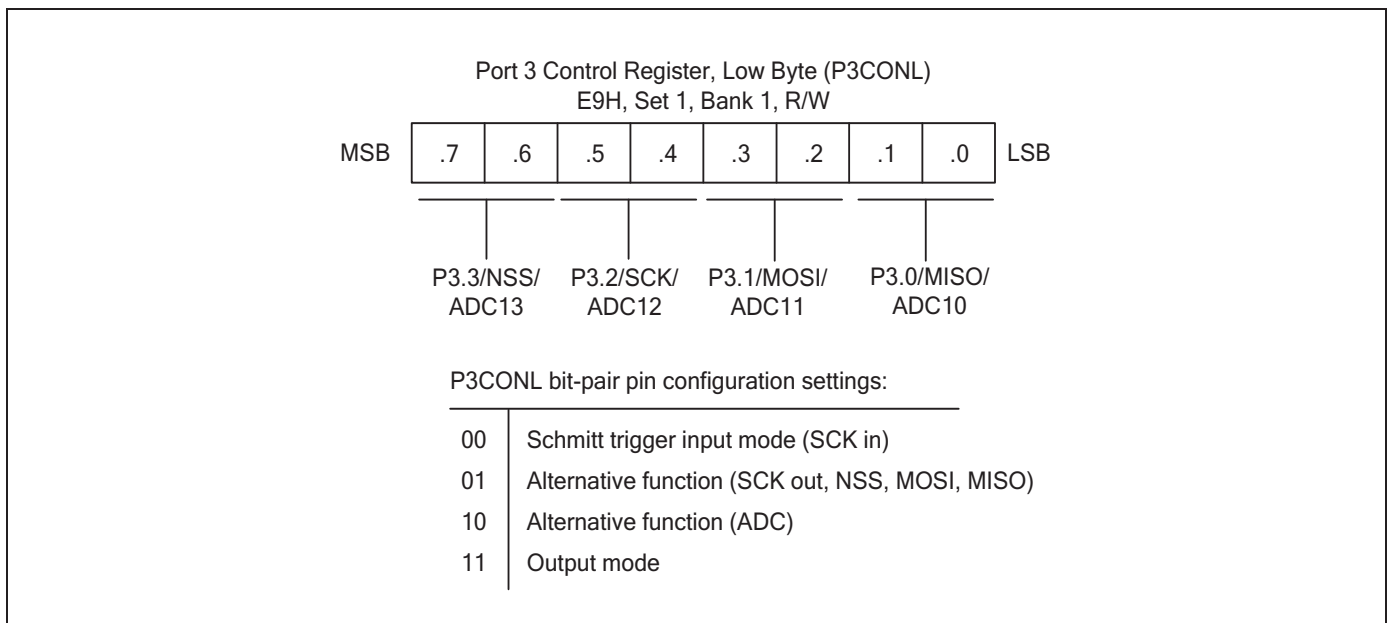 Port 3 Control Register, Low Byte (P3CONL)
E9H, Set 1, Bank 1, R/W
MSB .7 .6 .5 .4 .3 .2 .1 .0 LSB
P3.3/NSS/ P3.2/SCK/ P3.1/MOSI/ P3.0/MISO/
ADC13 ADC12 ADC11 ADC10
P3CONL bit-pair pin configuration settings:
00 Schmitt trigger input mode (SCK in)
01 Alternative function (SCK out, NSS, MOSI, MISO)
10 Alternative function (ADC)
11 Output mode